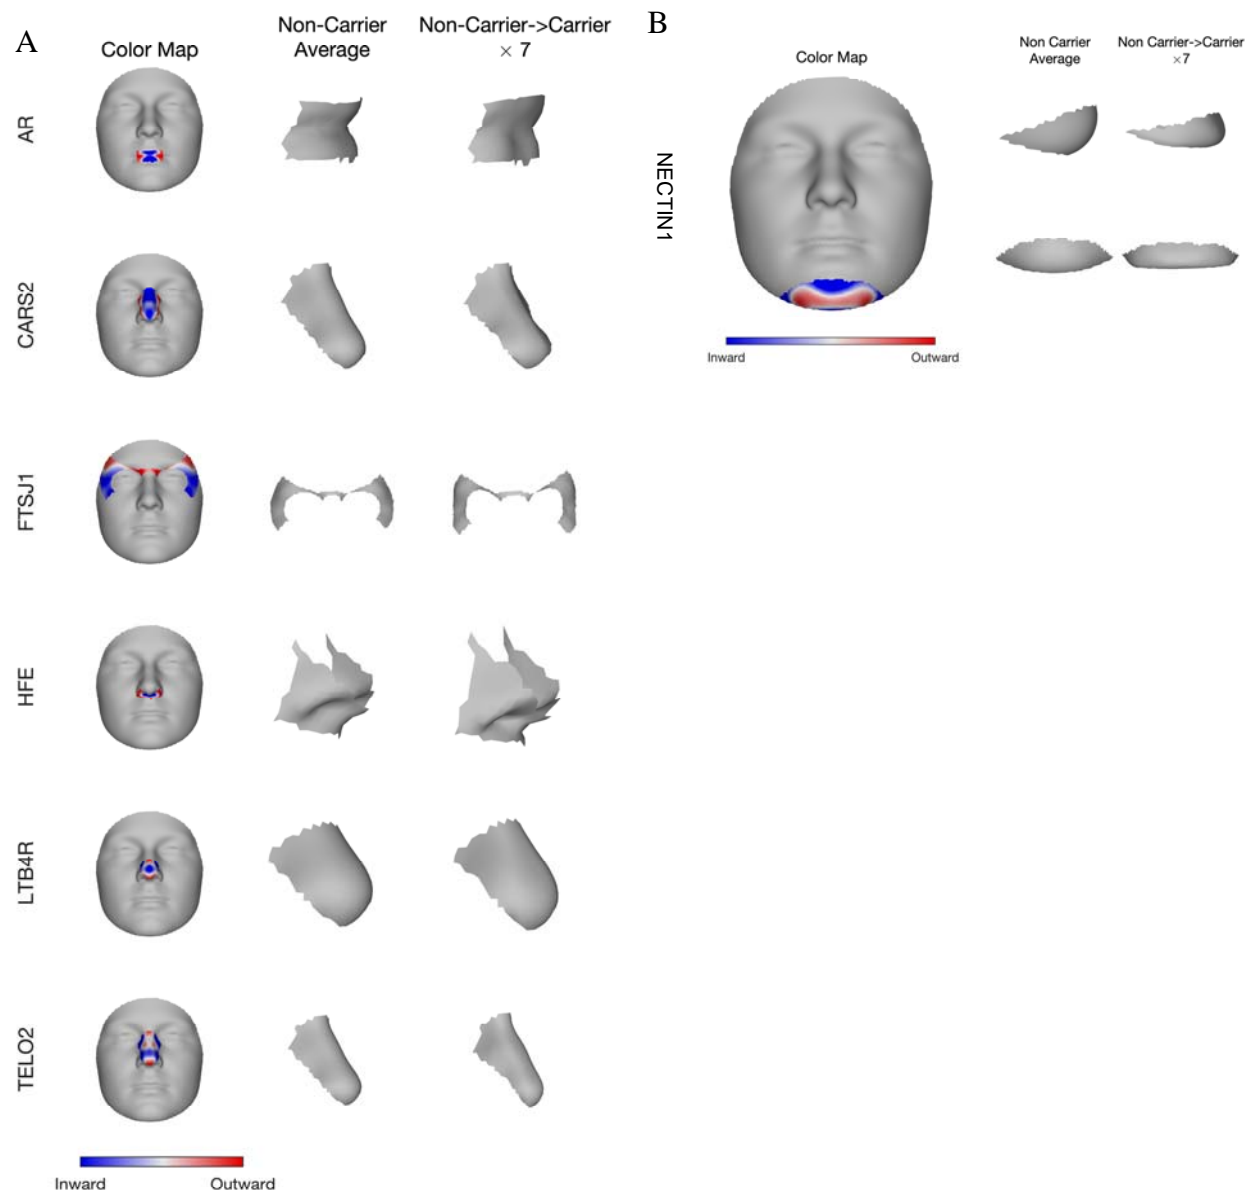 A
Color Map
Non-Carrier
Average
Non-Carrier->Carrier
× 7
AR
CARS2
FTSJ1
HFE
LTB4R
TELO2
Inward
Outward
B
Color Map
Non Carrier
Average
Non Carrier->Carrier
×7
NECTIN1
Inward
Outward